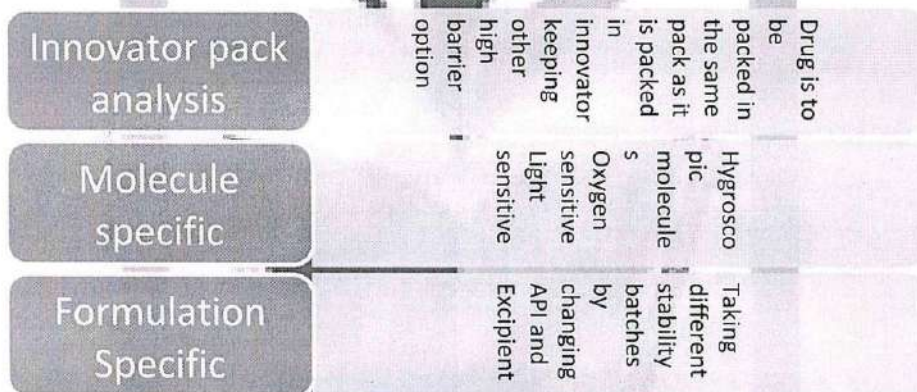 Innovator pack
analysis
Drug is to
be
packed in
the same
pack as it
is packed
in
innovator
keeping
other
high
barrier
option
Molecule
specific
Hygrosco
pic
molecule
s
Oxygen
sensitive
Light
sensitive
Formulation
Specific
Taking
different
stability
batches
by
changing
API and
Excipient